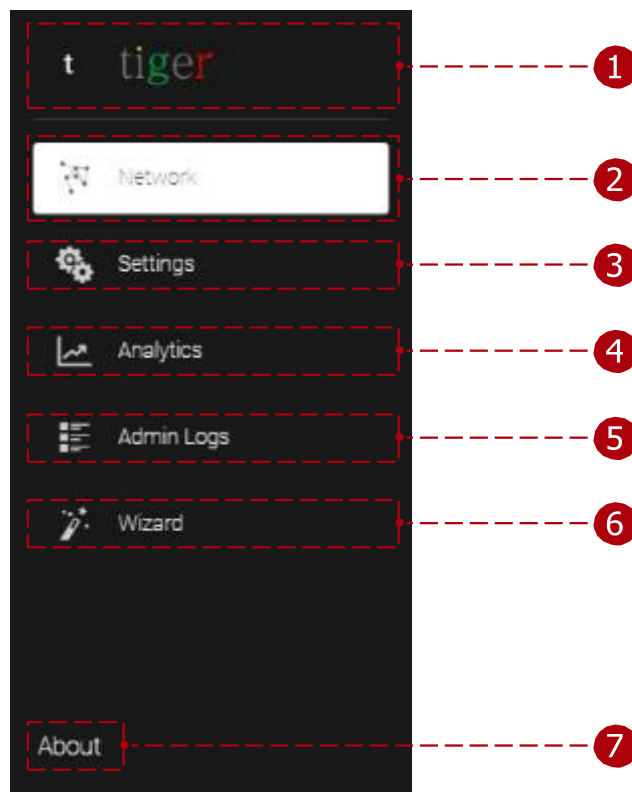 t tiger 1
Network 2
Settings 3
Analytics 4
Admin Logs 5
Wizard 6
About 7